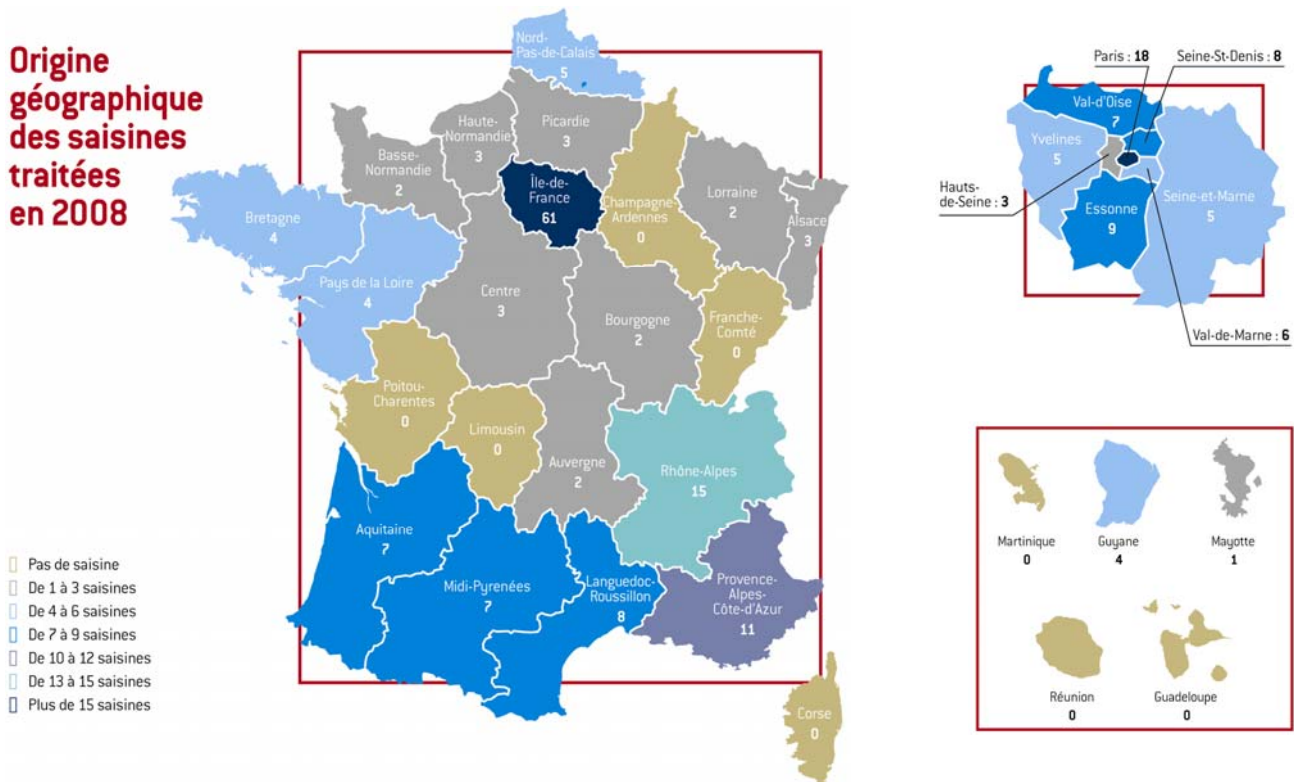 Origine
géographique
des saisines
traitées
en 2008
Nord-
Pas-de-Calais
5
Haute-
Normandie
3
Picardie
3
Basse-
Normandie
2
Île-de-
France
61
Champagne-
Ardennes
0
Lorraine
2
Alsace
3
Bretagne
4
Pays de la Loire
4
Centre
3
Bourgogne
2
Franche-
Comté
0
Poitou-
Charentes
0
Limousin
0
Auvergne
2
Rhône-Alpes
15
Aquitaine
7
Midi-Pyrénées
7
Languedoc-
Roussillon
8
Provence-
Alpes-
Côte-d'Azur
11
Corse
0
Pas de saisine
De 1 à 3 saisines
De 4 à 6 saisines
De 7 à 9 saisines
De 10 à 12 saisines
De 13 à 15 saisines
Plus de 15 saisines
Paris : 18
Seine-St-Denis : 8
Val-d'Oise
7
Yvelines
5
Hauts-
de-Seine : 3
Essonne
9
Seine-et-Marne
5
Val-de-Marne : 6
Martinique
0
Guyane
4
Mayotte
1
Réunion
0
Guadeloupe
0